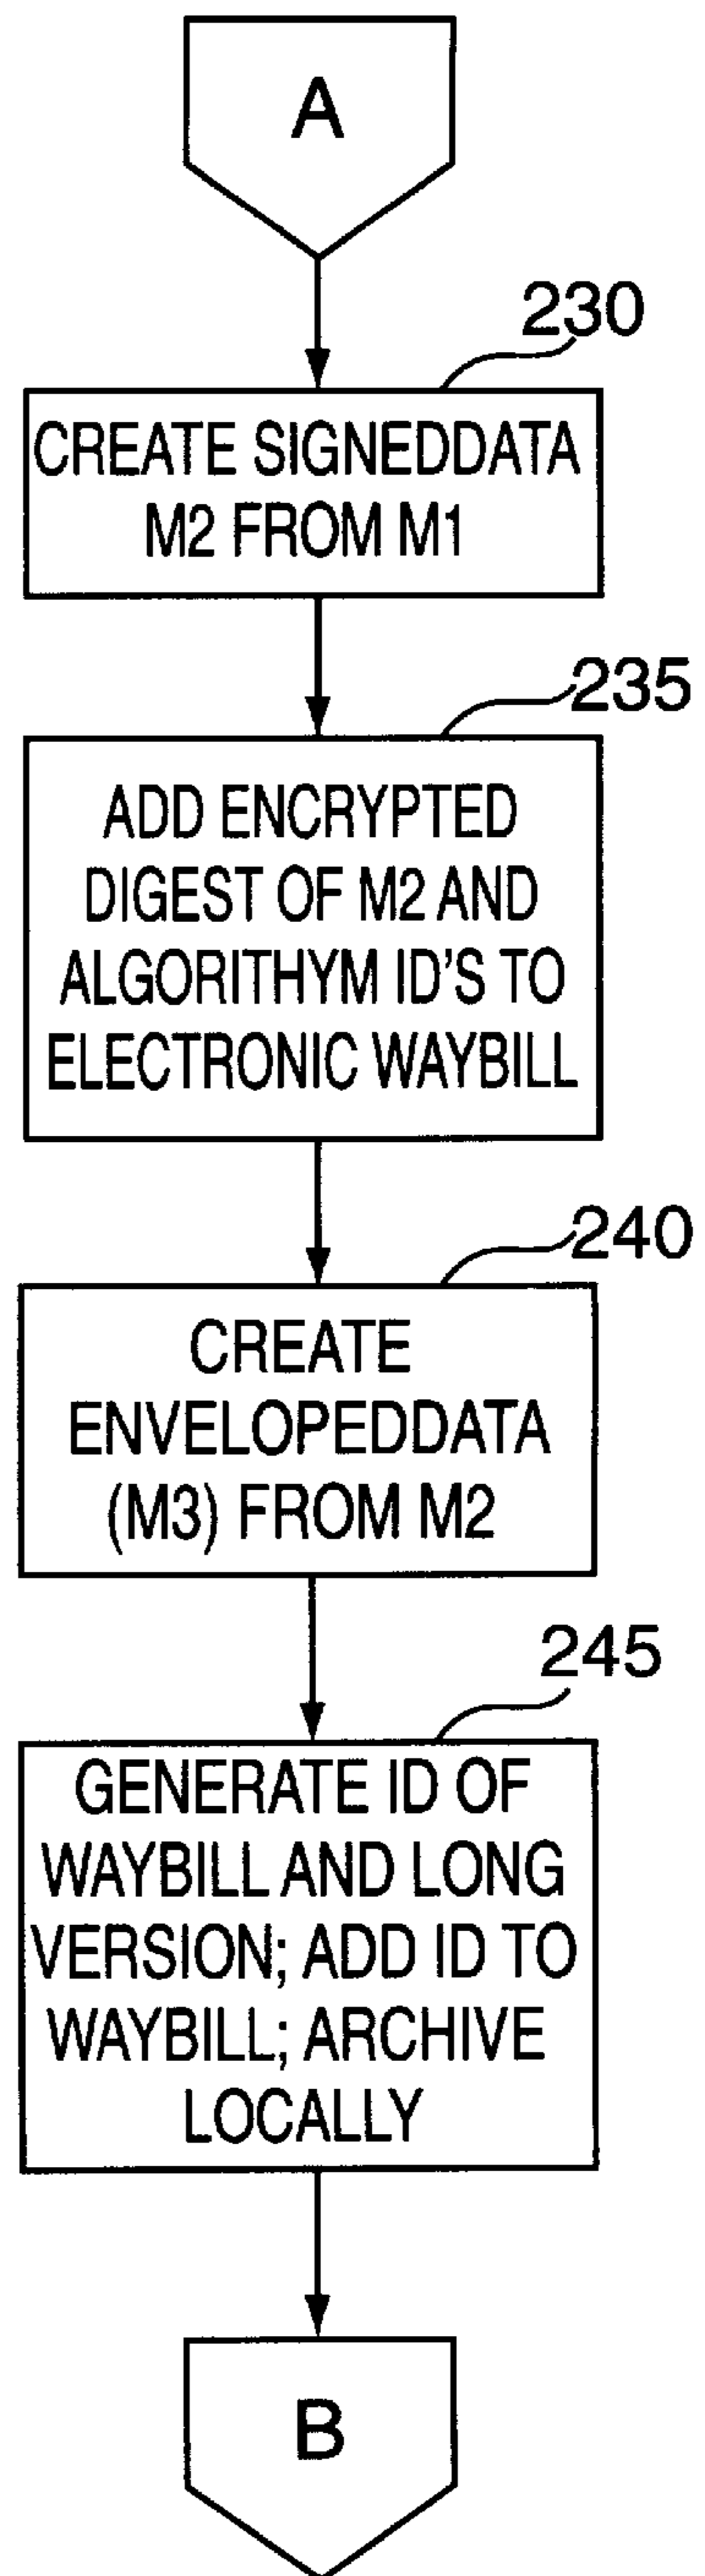 A
230
CREATE SIGNEDDATA
M2 FROM M1
235
ADD ENCRYPTED
DIGEST OF M2 AND
ALGORITHYM ID'S TO
ELECTRONIC WAYBILL
240
CREATE
ENVELOPEDDATA
(M3) FROM M2
245
GENERATE ID OF
WAYBILL AND LONG
VERSION; ADD ID TO
WAYBILL; ARCHIVE
LOCALLY
B